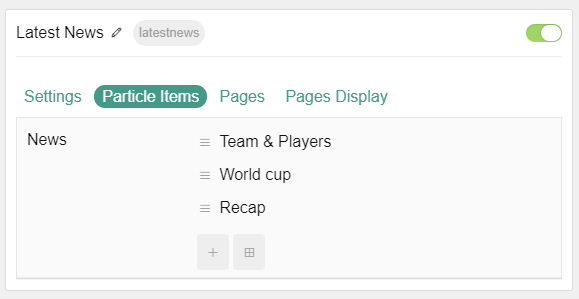 Latest News latestnews
Settings Particle Items Pages Pages Display
News
Team & Players
World cup
Recap